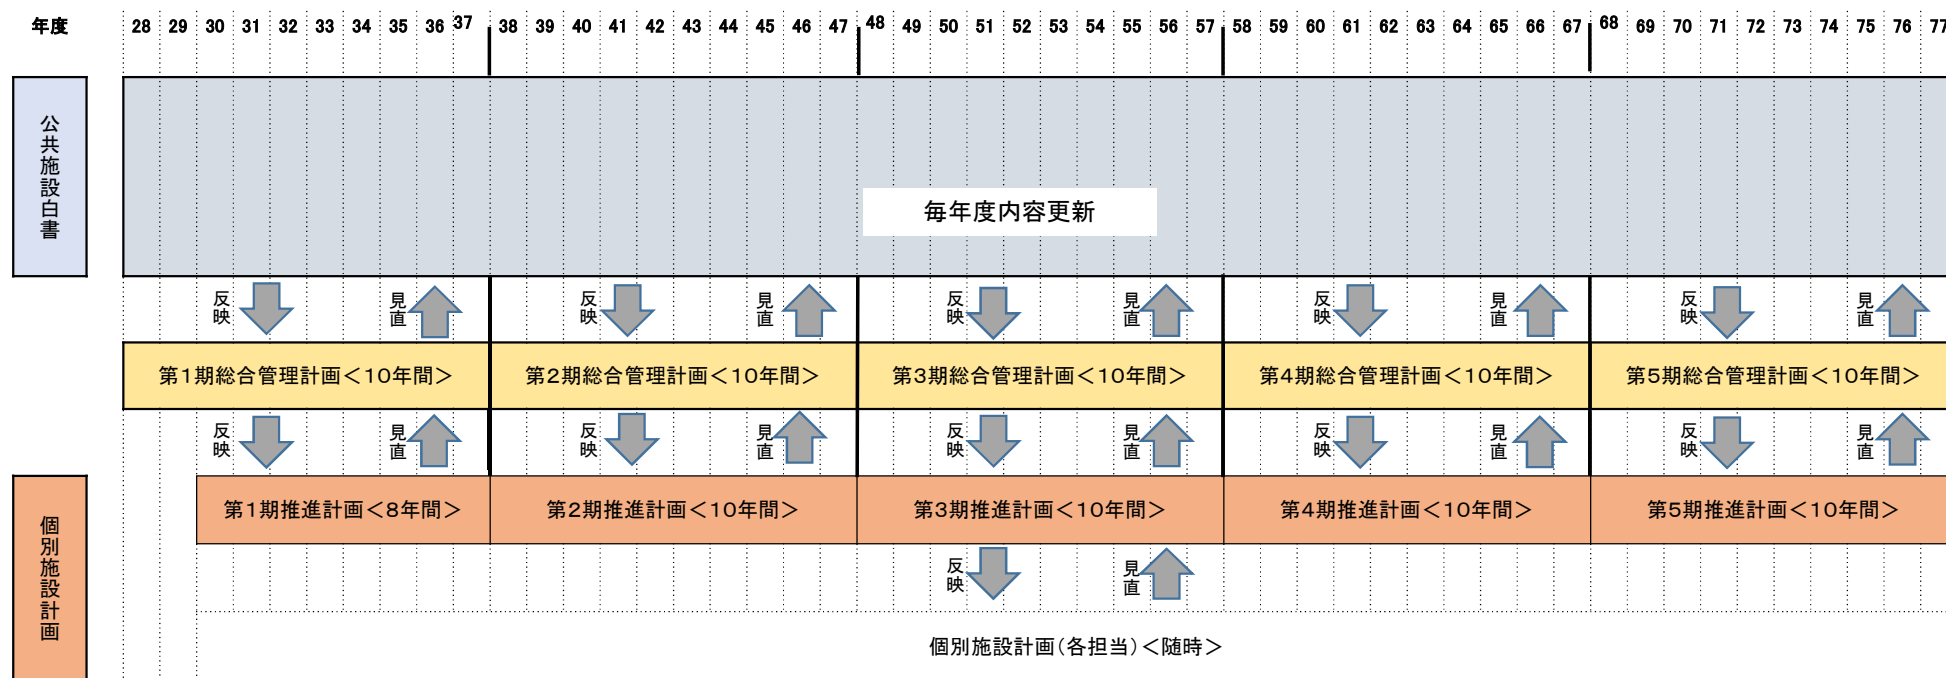 年度 28 29 30 31 32 33 34 35 36 37 38 39 40 41 42 43 44 45 46 47 48 49 50 51 52 53 54 55 56 57 58 59 60 61 62 63 64 65 66 67 68 69 70 71 72 73 74 75 76 77
公共施設白書
毎年度内容更新
反映 見直 反映 見直 反映 見直 反映 見直 反映 見直
第1期総合管理計画＜10年間＞ 第2期総合管理計画＜10年間＞ 第3期総合管理計画＜10年間＞ 第4期総合管理計画＜10年間＞ 第5期総合管理計画＜10年間＞
反映 見直 反映 見直 反映 見直 反映 見直 反映 見直
個別施設計画
第1期推進計画＜8年間＞ 第2期推進計画＜10年間＞ 第3期推進計画＜10年間＞ 第4期推進計画＜10年間＞ 第5期推進計画＜10年間＞
反映 見直
個別施設計画(各担当)＜随時＞